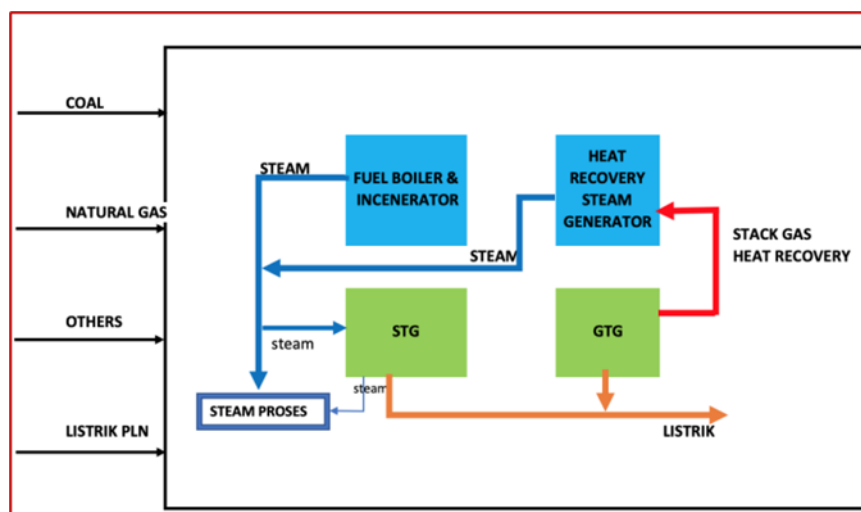 COAL
NATURAL GAS
OTHERS
LISTRIK PLN
STEAM
FUEL BOILER &
INCENERATOR
HEAT
RECOVERY
STEAM
GENERATOR
STACK GAS
HEAT RECOVERY
STEAM
steam
STG
GTG
steam
STEAM PROSES
LISTRIK